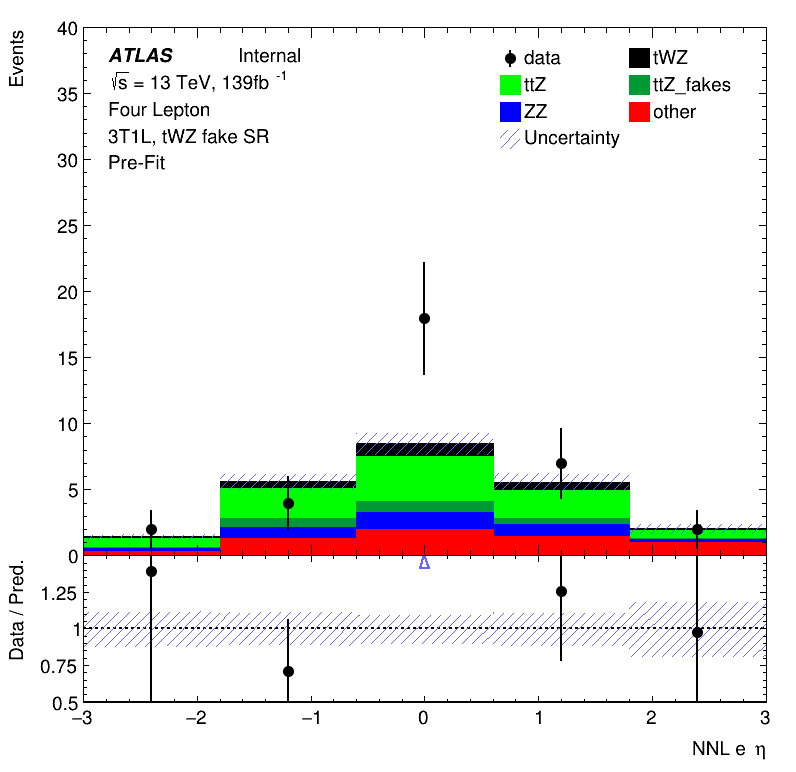 Events
40
35
30
25
20
15
10
5
0
ATLAS Internal
√s = 13 TeV, 139fb -1
Four Lepton
3T1L, tWZ fake SR
Pre-Fit
data tWZ
ttZ ttZ_fakes
ZZ other
Uncertainty
Data / Pred.
1.25
1
0.75
0.5
−3 −2 −1 0 1 2 3
NNL e η